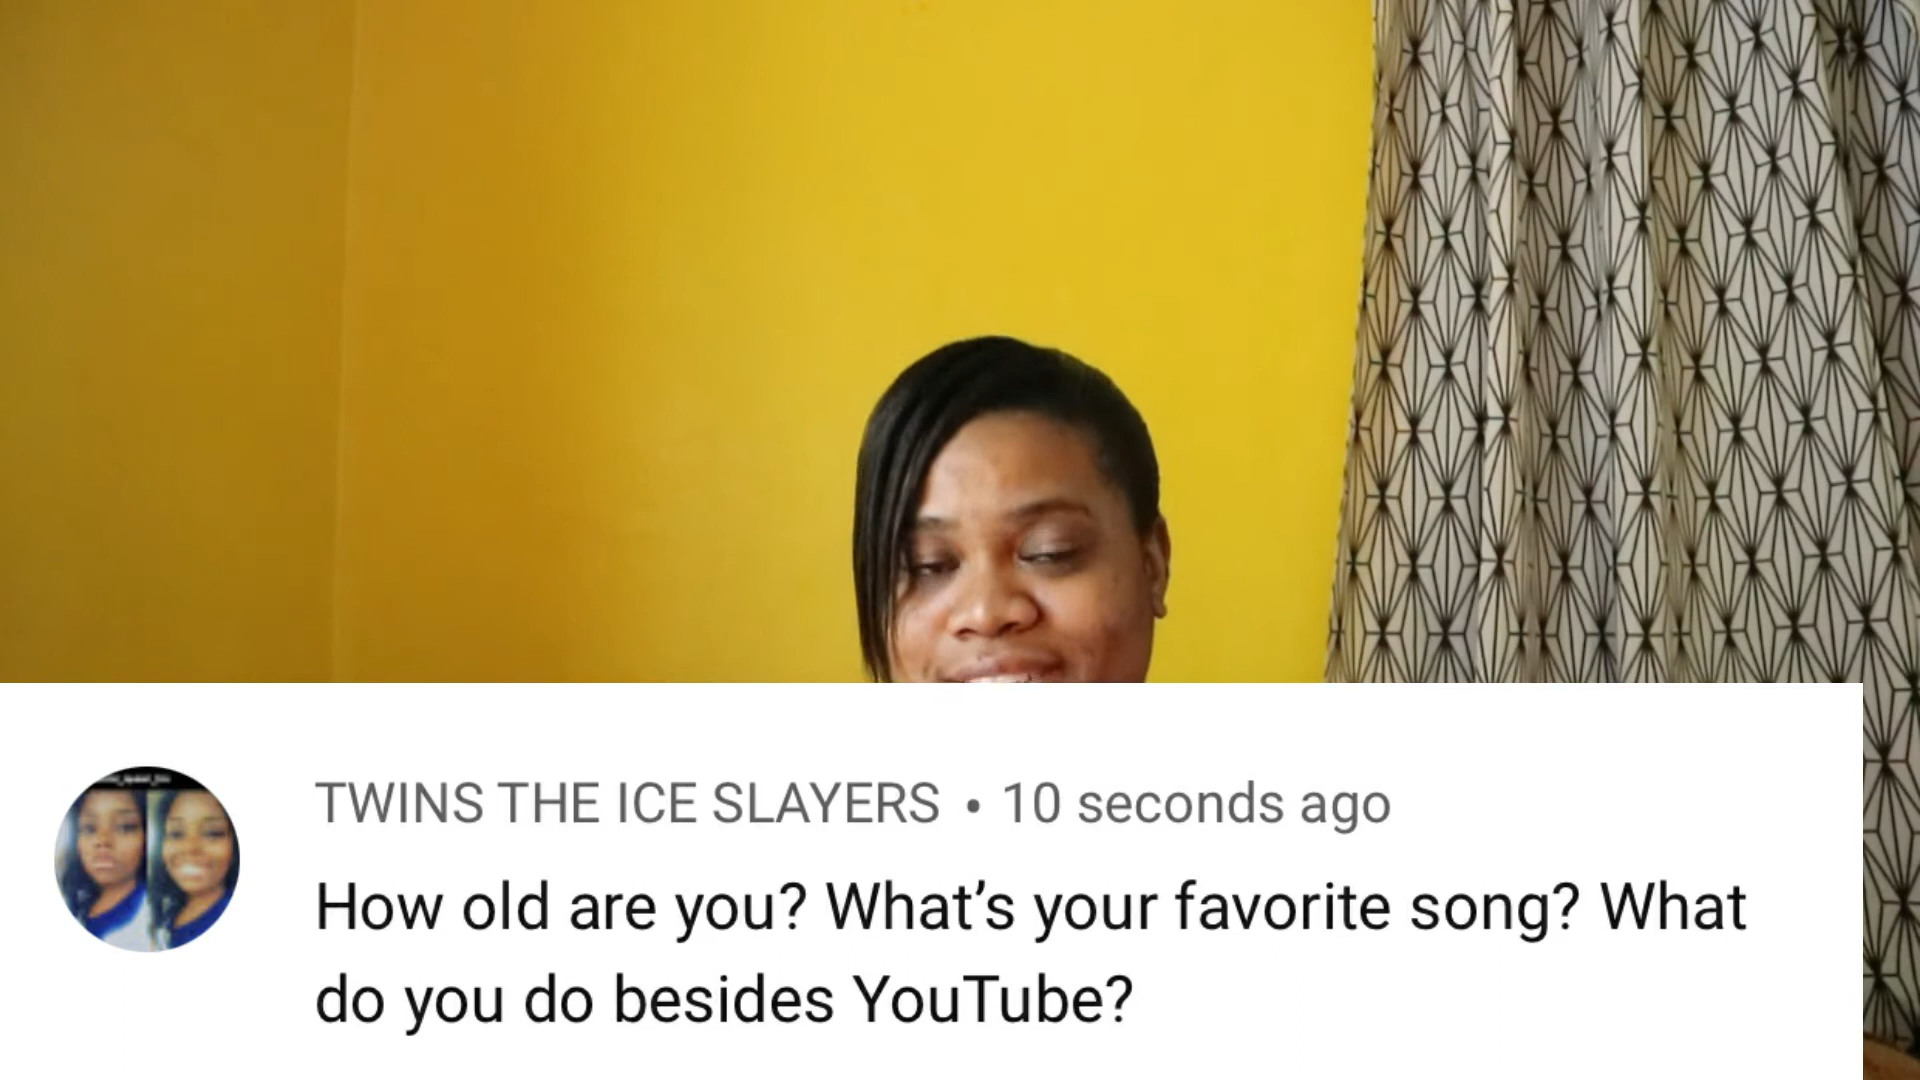 TWINS THE ICE SLAYERS • 10 seconds ago
How old are you? What’s your favorite song? What
do you do besides YouTube?